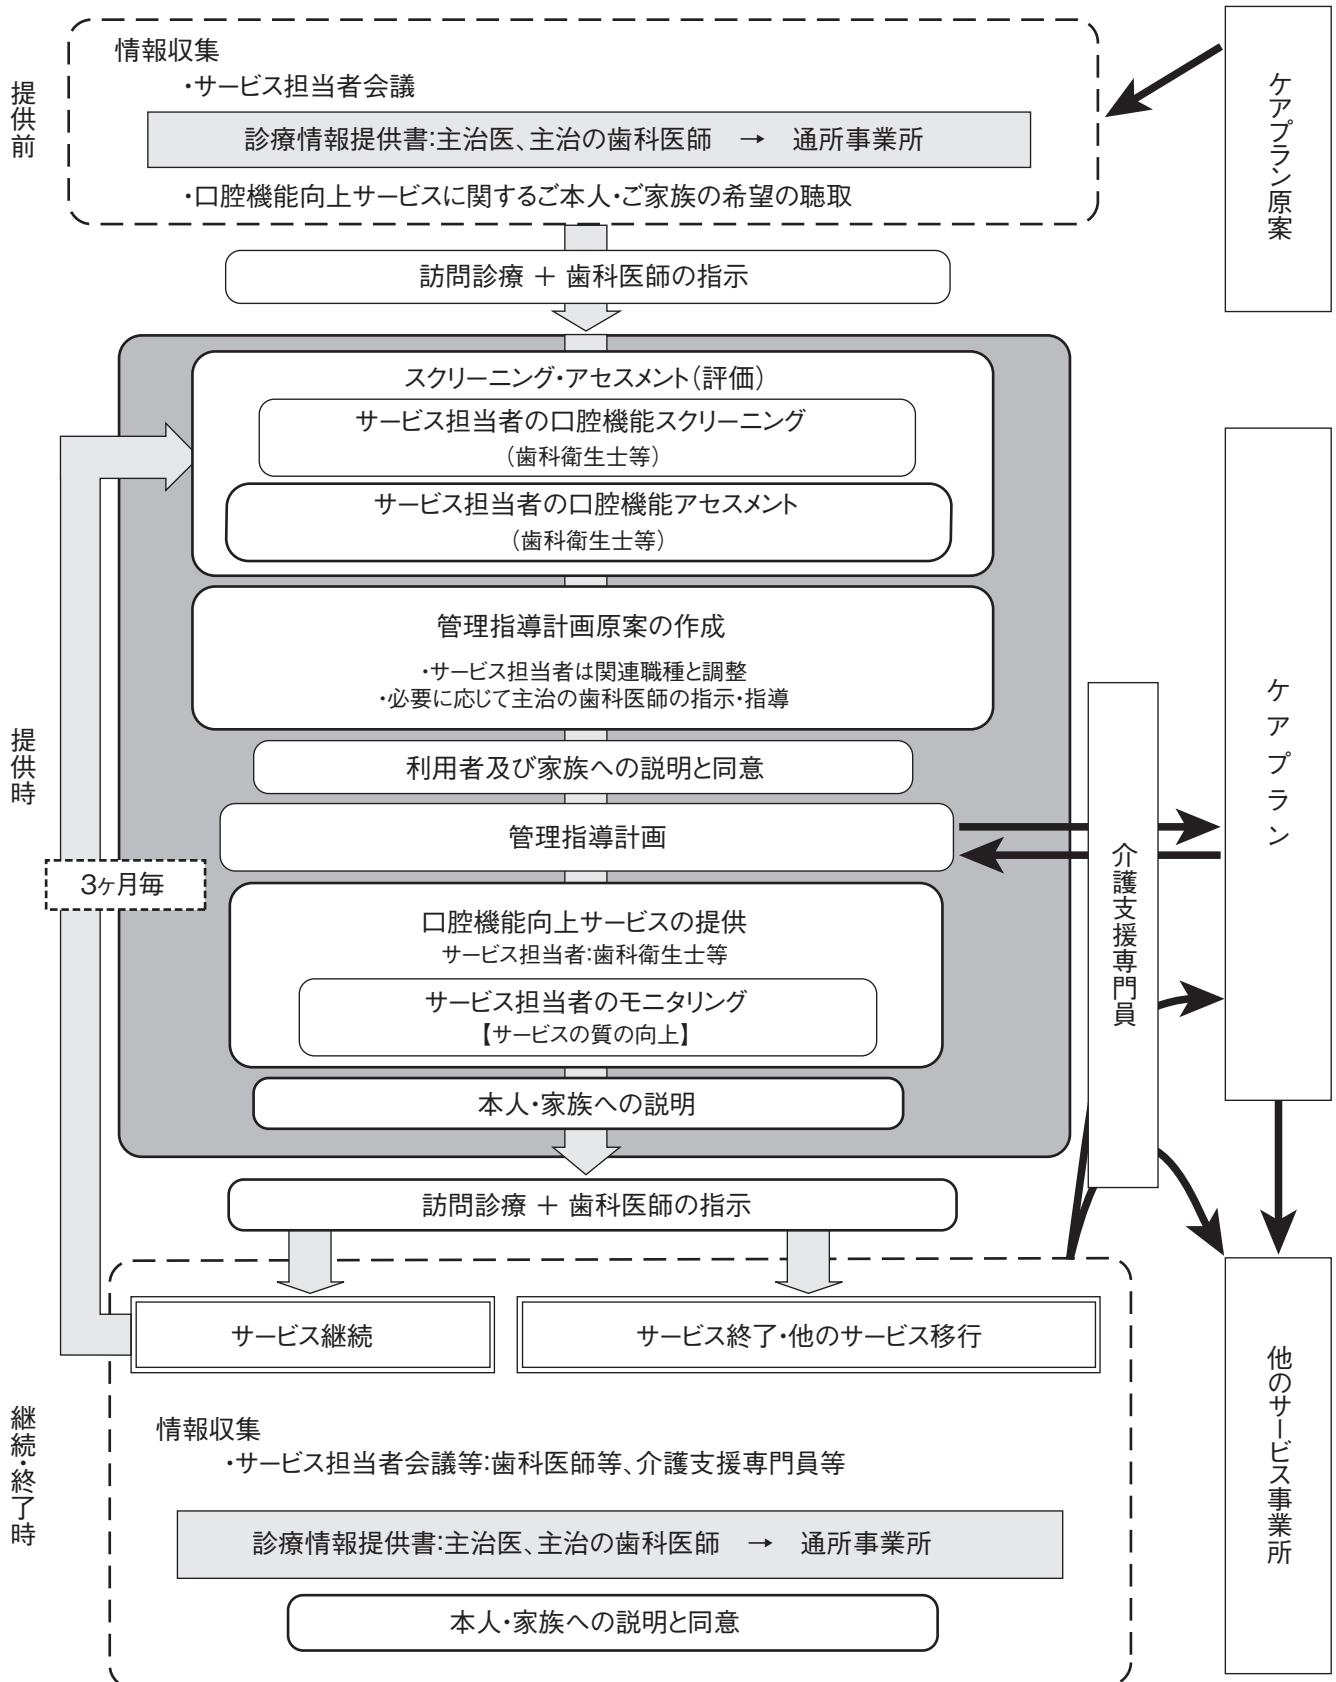 提供前
情報収集
・サービス担当者会議
診療情報提供書:主治医、主治の歯科医師　→　通所事業所
・口腔機能向上サービスに関するご本人・ご家族の希望の聴取
ケアプラン原案
訪問診療 ＋ 歯科医師の指示
提供時
スクリーニング・アセスメント（評価）
サービス担当者の口腔機能スクリーニング
（歯科衛生士等）
サービス担当者の口腔機能アセスメント
（歯科衛生士等）
管理指導計画原案の作成
・サービス担当者は関連職種と調整
・必要に応じて主治の歯科医師の指示・指導
利用者及び家族への説明と同意
管理指導計画
3ヶ月毎
口腔機能向上サービスの提供
サービス担当者:歯科衛生士等
サービス担当者のモニタリング
【サービスの質の向上】
本人・家族への説明
介護支援専門員
ケアプラン
訪問診療 ＋ 歯科医師の指示
継続・終了時
サービス継続
サービス終了・他のサービス移行
情報収集
・サービス担当者会議等:歯科医師等、介護支援専門員等
診療情報提供書:主治医、主治の歯科医師　→　通所事業所
本人・家族への説明と同意
他のサービス事業所